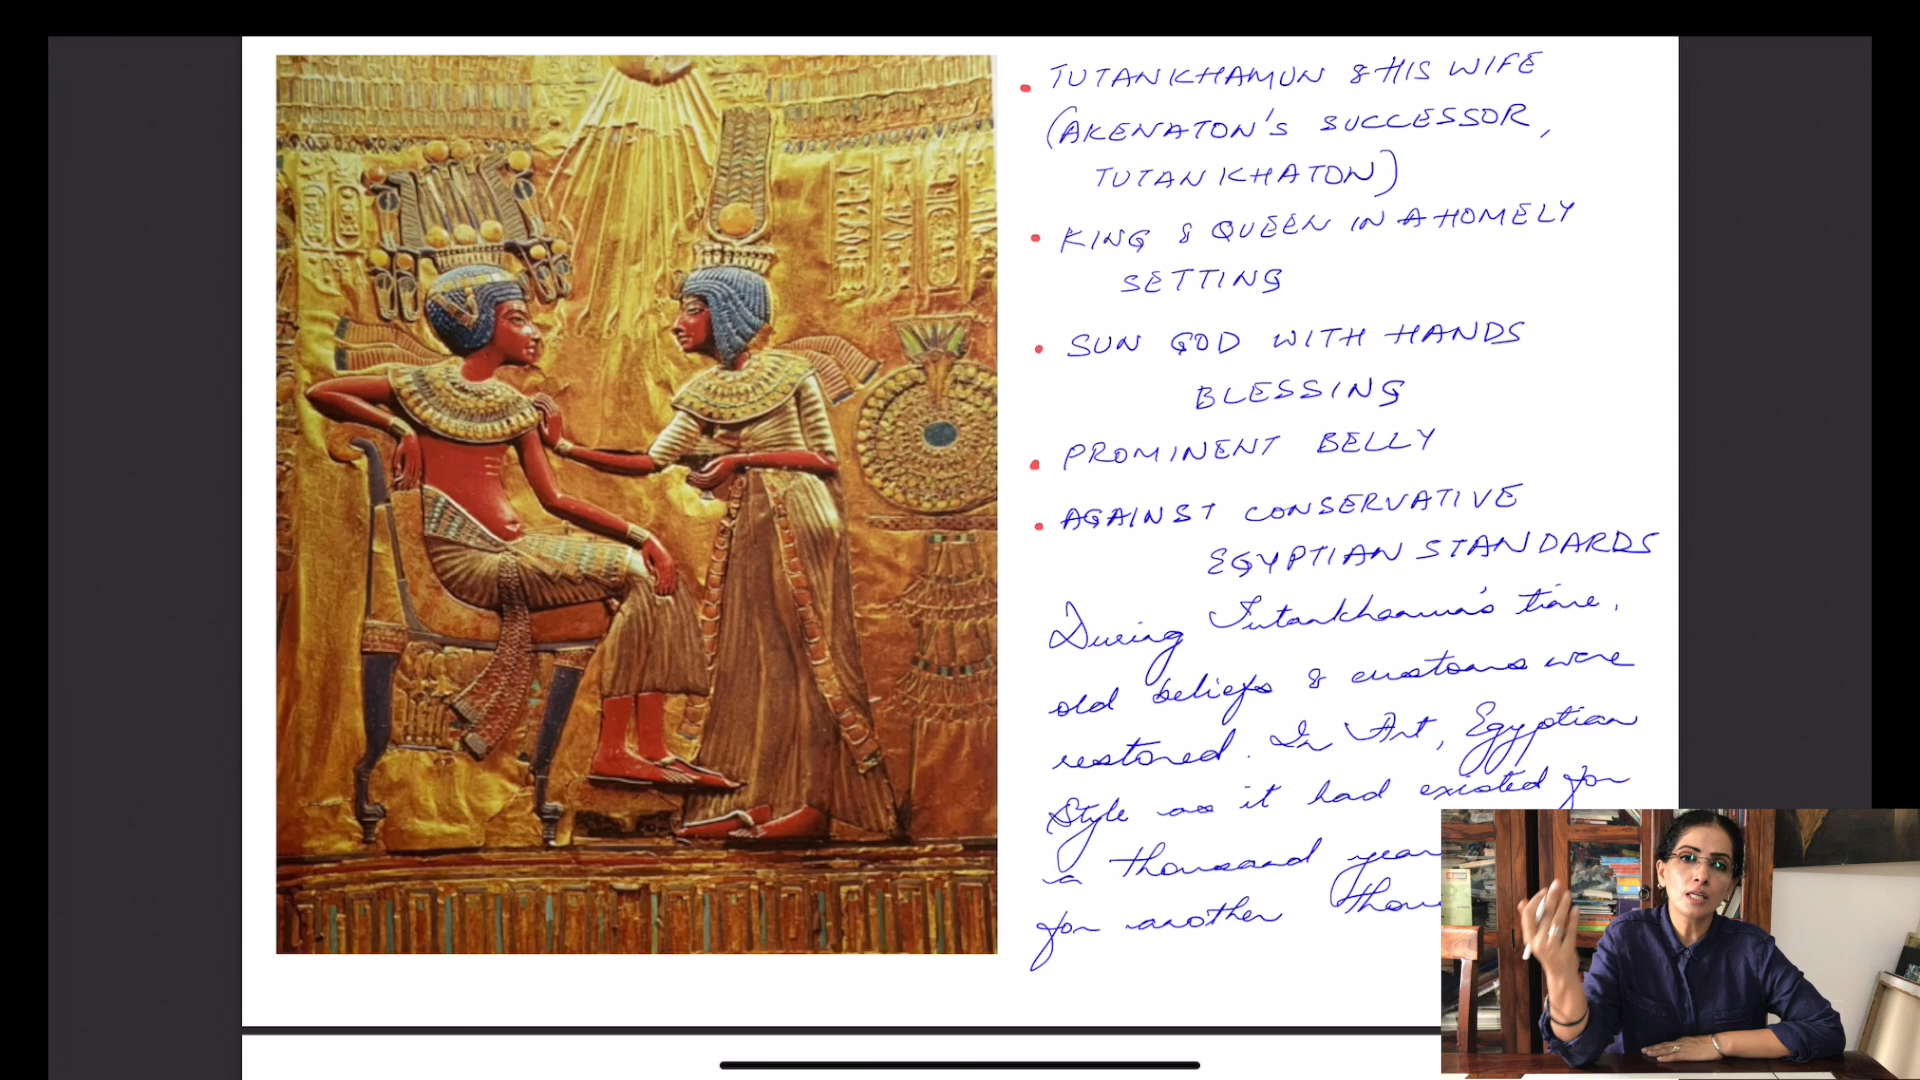 TUTANKHAMUN & HIS WIFE
(AKENATON'S SUCCESSOR,
TUTANKHATON)
KING & QUEEN IN A HOMELY
SETTING
SUN GOD WITH HANDS
BLESSING
PROMINENT BELLY
AGAINST CONSERVATIVE
EGYPTIAN STANDARDS
During Tutankhamun's time,
old beliefs & customs were
restored. In Art, Egyptian
Style as it had existed for
a thousand year
for another thou